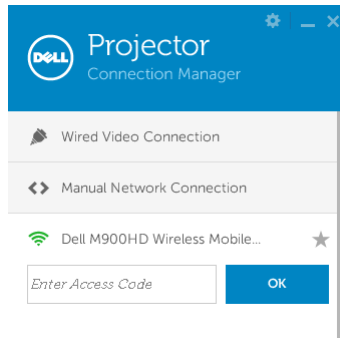 DELL
Projector
Connection Manager
Wired Video Connection
Manual Network Connection
Dell M900HD Wireless Mobile...
Enter Access Code
OK